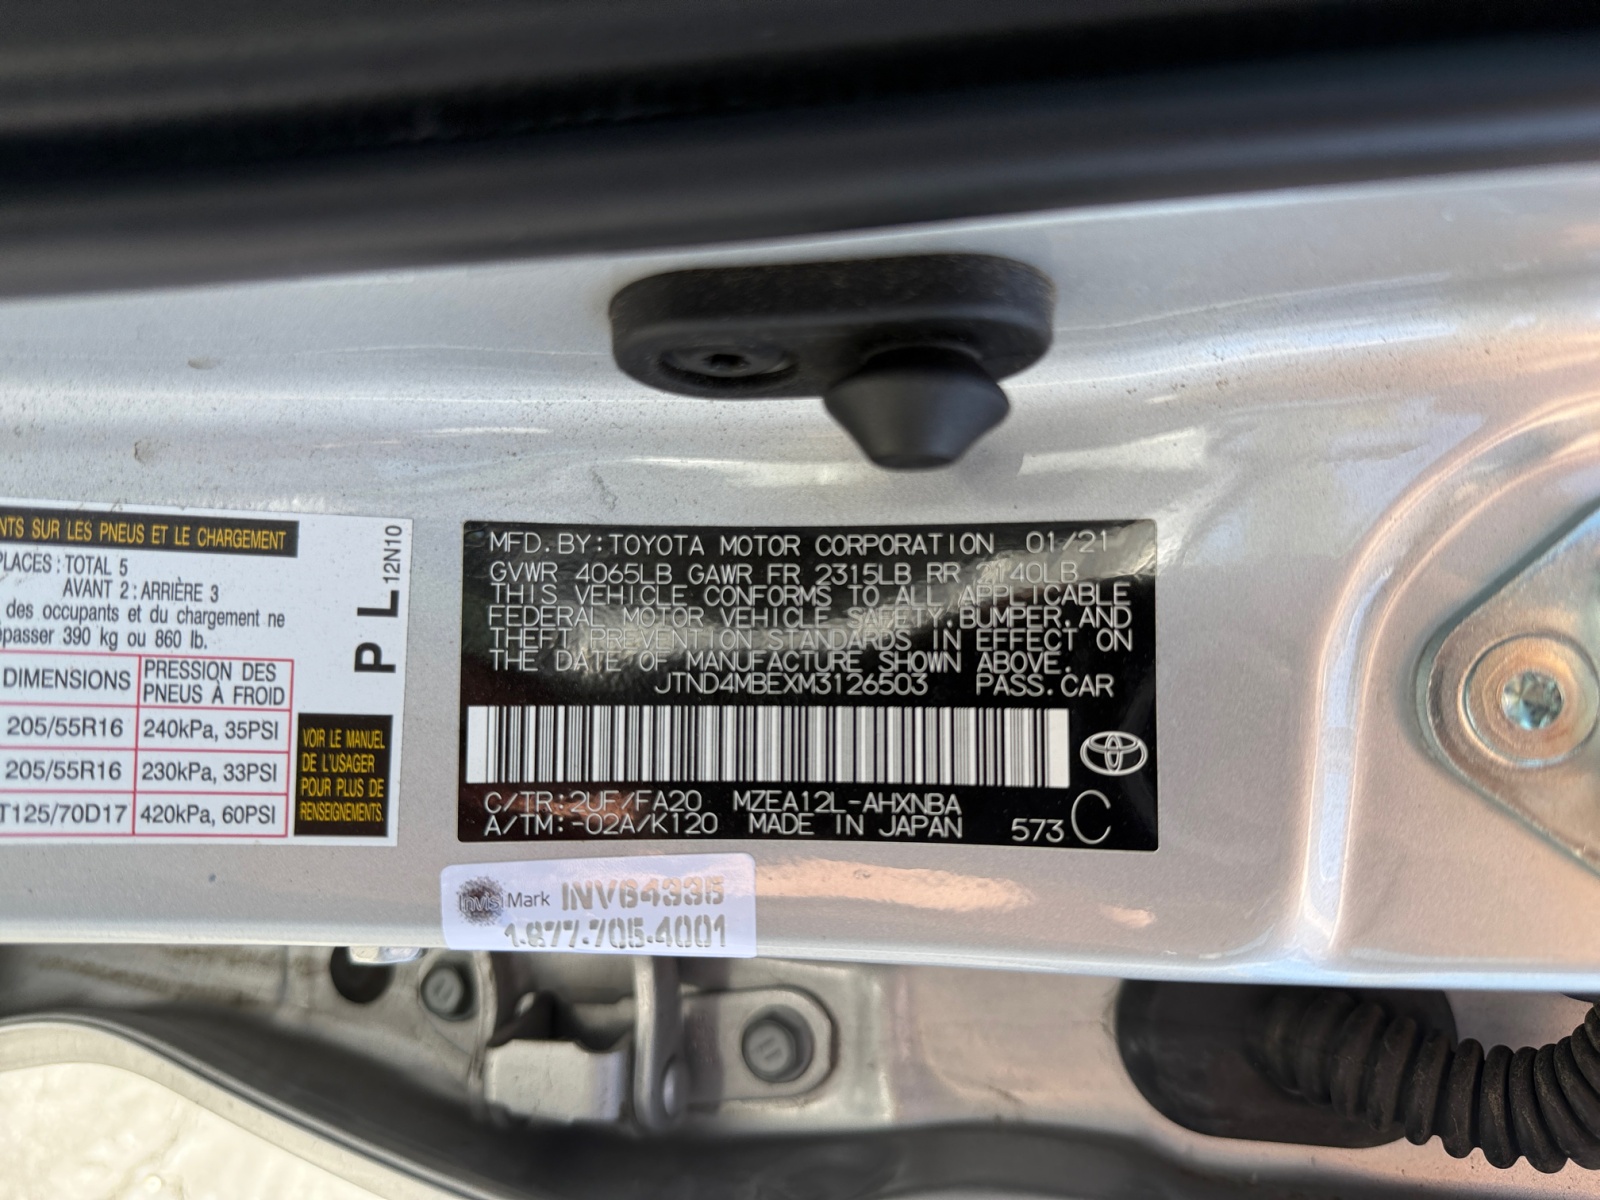 NTS SUR LES PNEUS ET LE CHARGEMENT
PLACES : TOTAL 5
AVANT 2 : ARRIÈRE 3
des occupants et du chargement ne
épasser 390 kg ou 860 lb.
DIMENSIONS PRESSION DES PNEUS À FROID
205/55R16 240kPa, 35PSI
205/55R16 230kPa, 33PSI
T125/70D17 420kPa, 60PSI
VOIR LE MANUEL
DE L'USAGER
POUR PLUS DE
RENSEIGNEMENTS.
P L 12N10
MFD. BY: TOYOTA MOTOR CORPORATION 01/21
GVWR 4065LB GAWR FR 2315LB RR 2140LB
THIS VEHICLE CONFORMS TO ALL APPLICABLE
FEDERAL MOTOR VEHICLE SAFETY, BUMPER, AND
THEFT PREVENTION STANDARDS IN EFFECT ON
THE DATE OF MANUFACTURE SHOWN ABOVE.
JTND4MBEXM3126503 PASS. CAR
C/TR:2UF/FA20 MZEA12L-AHXNBA
A/TM:-02A/K120 MADE IN JAPAN 573 C
InvisiMark INV64335
1-877-705-4001